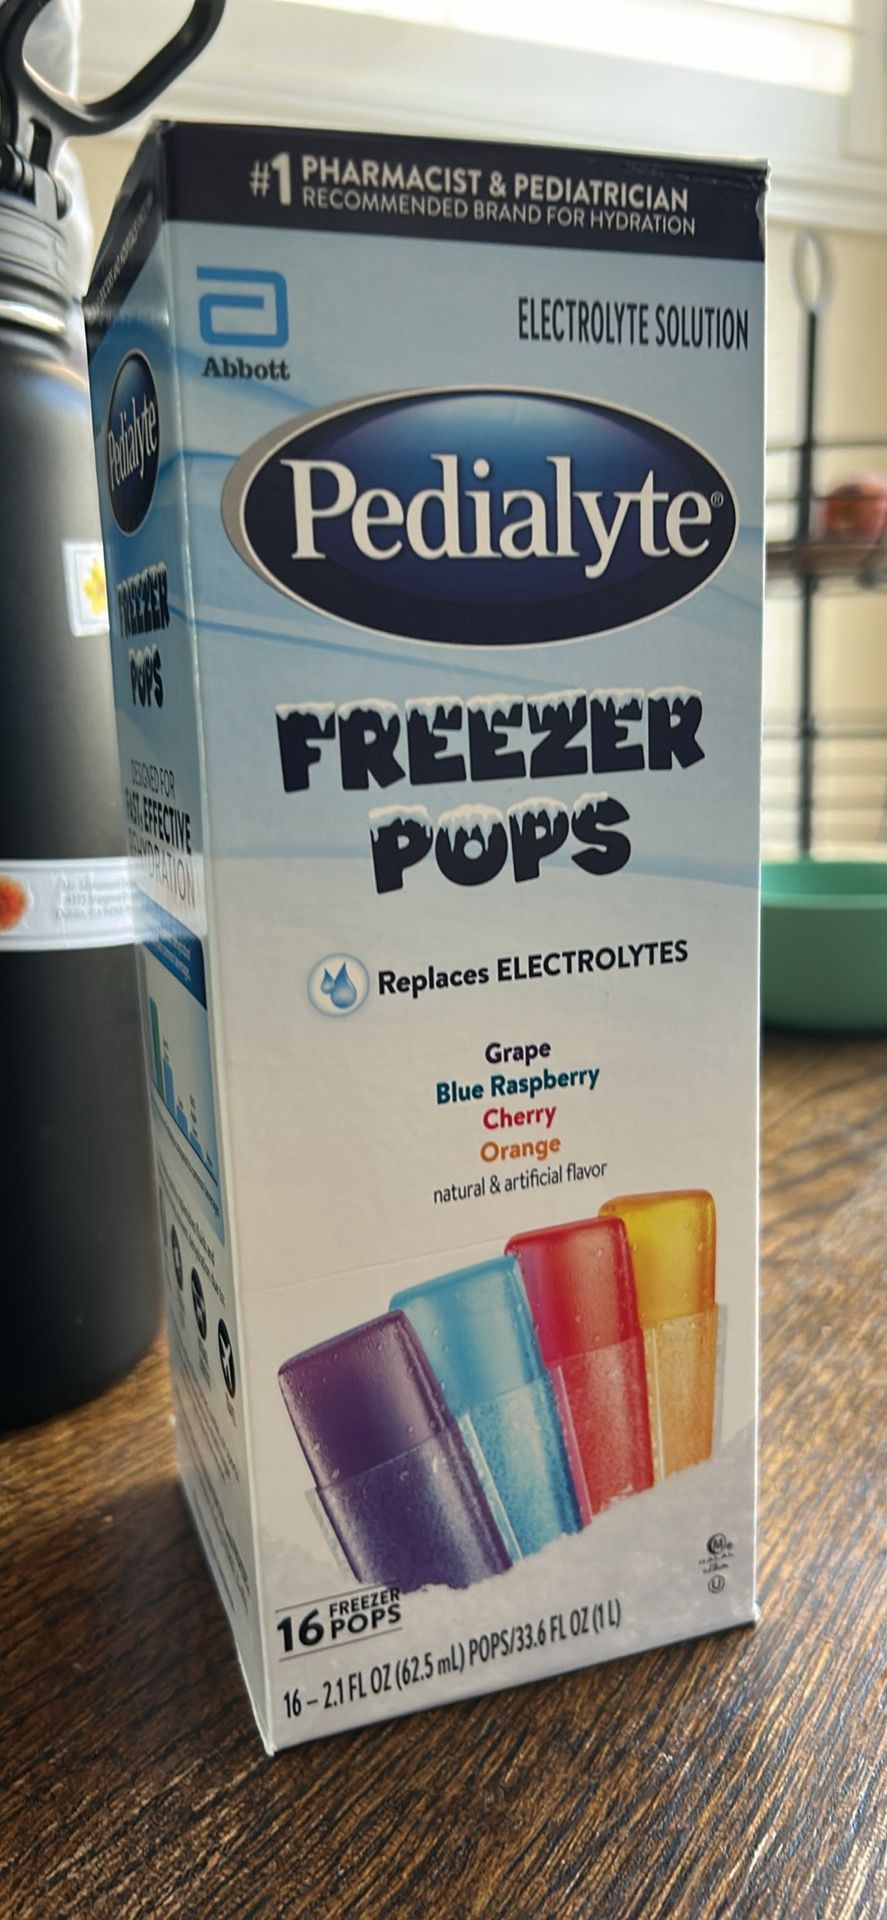 #1 PHARMACIST & PEDIATRICIAN
RECOMMENDED BRAND FOR HYDRATION
Abbott
ELECTROLYTE SOLUTION
Pedialyte®
FREEZER
POPS
Replaces ELECTROLYTES
Grape
Blue Raspberry
Cherry
Orange
natural & artificial flavor
16 FREEZER
POPS
16 – 2.1 FL OZ (62.5 mL) POPS/33.6 FL OZ (1 L)
M
HALAL
U
Pedialyte
FREEZER
POPS
DESIGNED FOR
FAST, EFFECTIVE
REHYDRATION